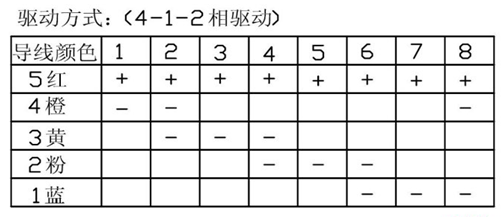 驱动方式:(4-1-2相驱动)
导线颜色 1 2 3 4 5 6 7 8
5红 + + + + + + + +
4橙 - - -
3黄 - - -
2粉 - - -
1蓝 - - -